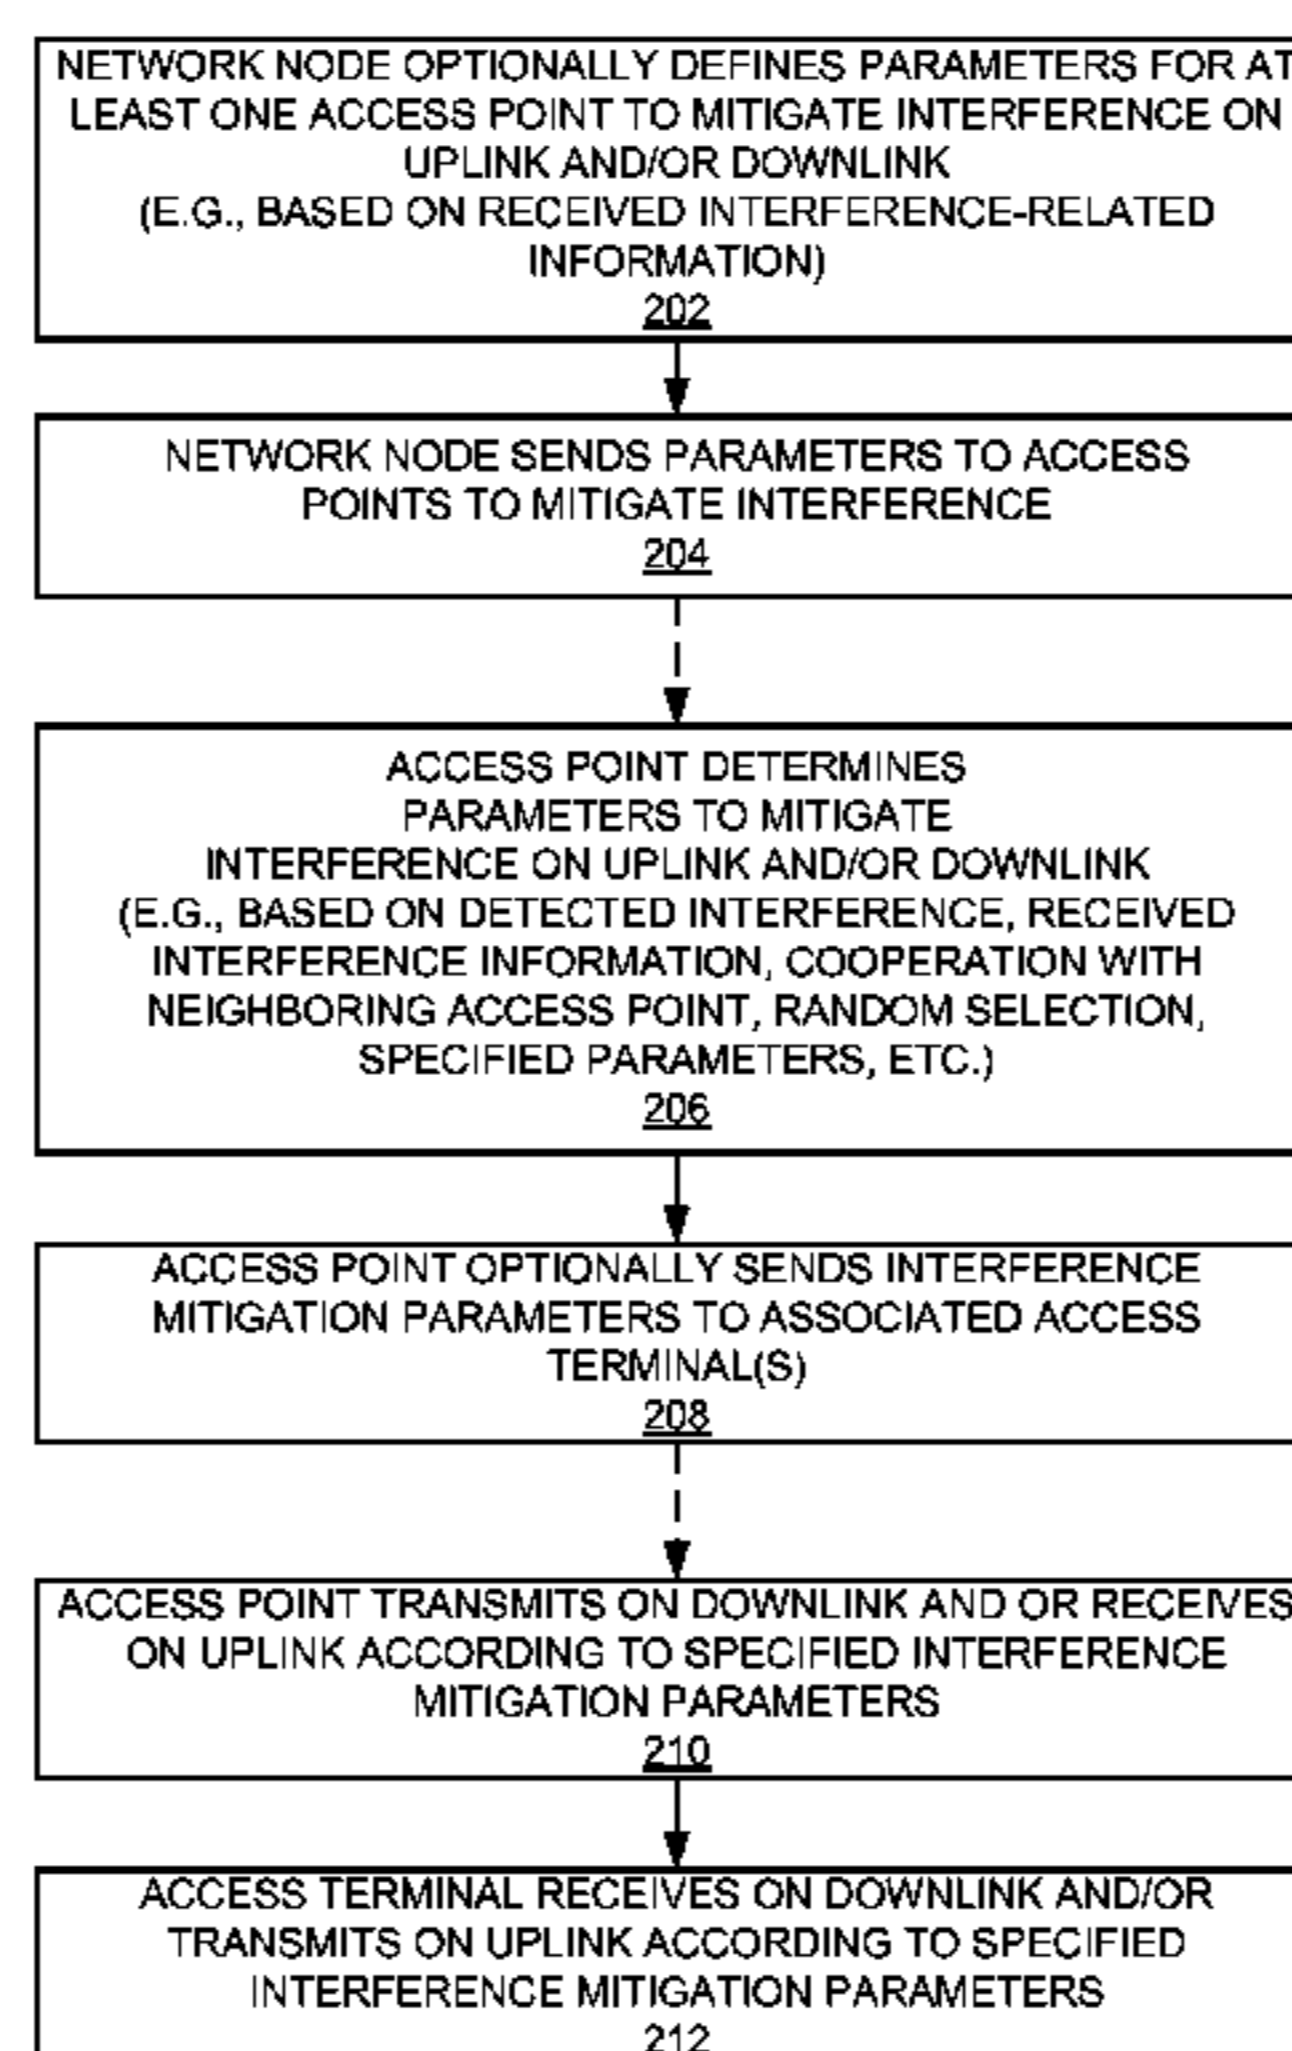 NETWORK NODE OPTIONALLY DEFINES PARAMETERS FOR AT
LEAST ONE ACCESS POINT TO MITIGATE INTERFERENCE ON
UPLINK AND/OR DOWNLINK
(E.G., BASED ON RECEIVED INTERFERENCE-RELATED
INFORMATION)
202
NETWORK NODE SENDS PARAMETERS TO ACCESS
POINTS TO MITIGATE INTERFERENCE
204
ACCESS POINT DETERMINES
PARAMETERS TO MITIGATE
INTERFERENCE ON UPLINK AND/OR DOWNLINK
(E.G., BASED ON DETECTED INTERFERENCE, RECEIVED
INTERFERENCE INFORMATION, COOPERATION WITH
NEIGHBORING ACCESS POINT, RANDOM SELECTION,
SPECIFIED PARAMETERS, ETC.)
206
ACCESS POINT OPTIONALLY SENDS INTERFERENCE
MITIGATION PARAMETERS TO ASSOCIATED ACCESS
TERMINAL(S)
208
ACCESS POINT TRANSMITS ON DOWNLINK AND OR RECEIVES
ON UPLINK ACCORDING TO SPECIFIED INTERFERENCE
MITIGATION PARAMETERS
210
ACCESS TERMINAL RECEIVES ON DOWNLINK AND/OR
TRANSMITS ON UPLINK ACCORDING TO SPECIFIED
INTERFERENCE MITIGATION PARAMETERS
212